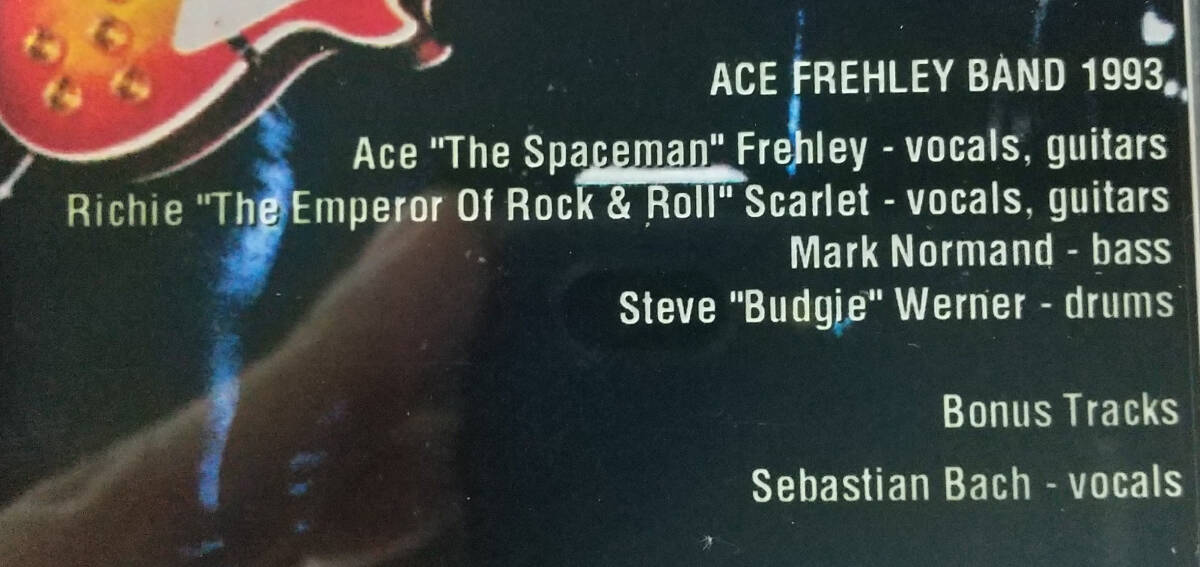 ACE FREHLEY BAND 1993
Ace "The Spaceman" Frehley - vocals, guitars
Richie "The Emperor Of Rock & Roll" Scarlet - vocals, guitars
Mark Normand - bass
Steve "Budgie" Werner - drums
Bonus Tracks
Sebastian Bach - vocals